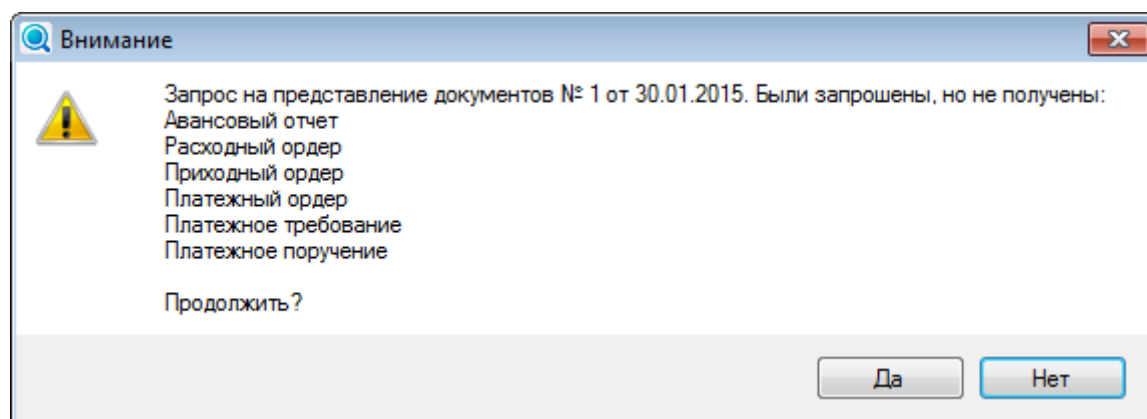 Внимание
Запрос на представление документов № 1 от 30.01.2015. Были запрошены, но не получены:
Авансовый отчет
Расходный ордер
Приходный ордер
Платежный ордер
Платежное требование
Платежное поручение
Продолжить?
Да
Нет